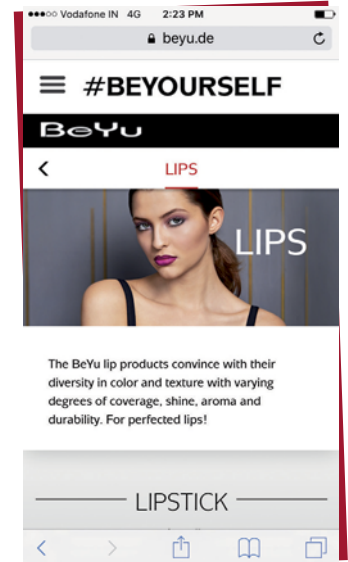 Vodafone IN 4G 2:23 PM
beyu.de
#BEYOURSELF
BeYu
LIPS
LIPS
The BeYu lip products convince with their
diversity in color and texture with varying
degrees of coverage, shine, aroma and
durability. For perfected lips!
LIPSTICK